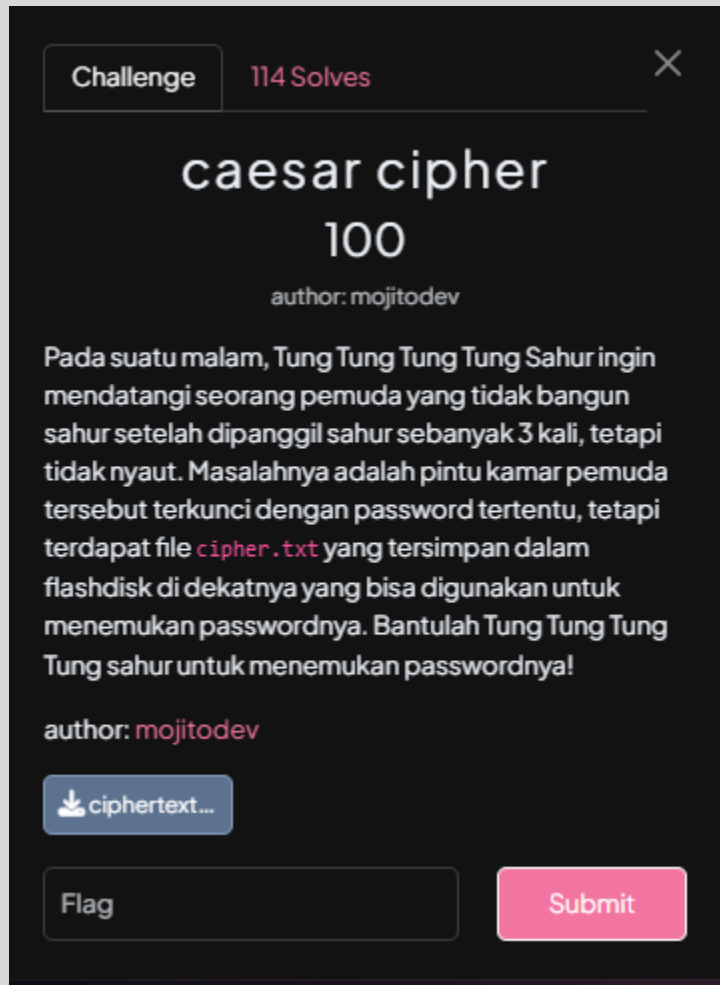 Challenge
114 Solves
caesar cipher
100
author: mojitodev
Pada suatu malam, Tung Tung Tung Tung Sahur ingin
mendatangi seorang pemuda yang tidak bangun
sahur setelah dipanggil sahur sebanyak 3 kali, tetapi
tidak nyaut. Masalahnya adalah pintu kamar pemuda
tersebut terkunci dengan password tertentu, tetapi
terdapat file cipher.txt yang tersimpan dalam
flashdisk di dekatnya yang bisa digunakan untuk
menemukan passwordnya. Bantulah Tung Tung Tung
Tung sahur untuk menemukan passwordnya!
author: mojitodev
ciphertext...
Flag
Submit